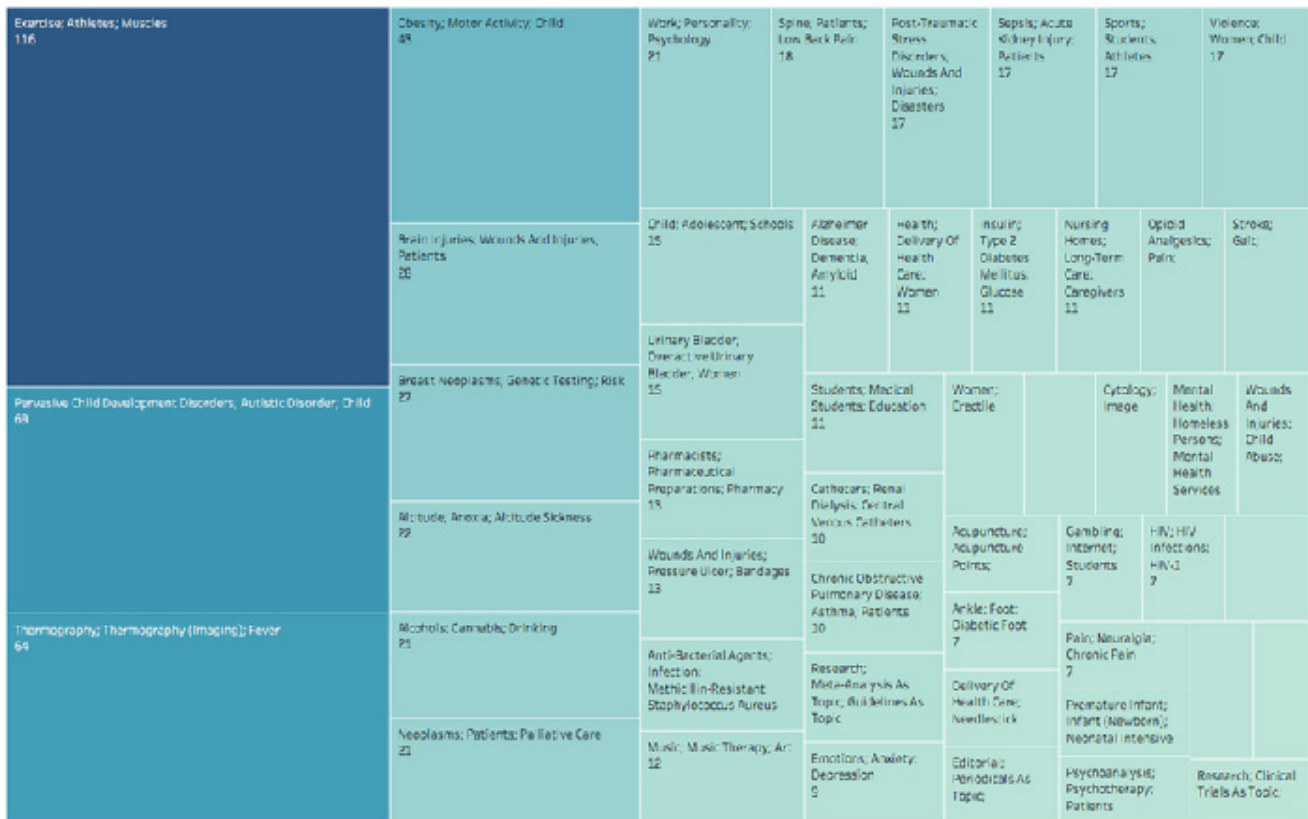 Exercise; Athletes; Muscles
116
Pervasive Child Development Disorders; Autistic Disorder; Child
Thermography; Thermography (Imaging); Fever
64
Obesity; Motor Activity; Child
Brain Injuries; Wounds And Injuries;
Patients
Breast Neoplasms; Genetic Testing; Risk
27
Altitude; Anoxia; Altitude Sickness
22
Alcohols; Cannabis; Drinking
21
Neoplasms; Patients; Palliative Care
21
Work; Personality;
Psychology
21
Spine; Patients;
Low Back Pain
18
Post-Traumatic
Stress
Disorders;
Wounds And
Injuries;
Disasters
17
Sepsis; Acute
Kidney Injury;
Patients
17
Sports;
Students;
Athletes
17
Violence;
Women; Child
17
Child; Adolescent; Schools
15
Urinary Bladder;
Overactive Urinary
Bladder; Women
15
Pharmacists;
Pharmaceutical
Preparations; Pharmacy
13
Wounds And Injuries;
Pressure Ulcer; Bandages
13
Anti-Bacterial Agents;
Infection;
Methicillin-Resistant
Staphylococcus Aureus
Music; Music Therapy; Art
12
Alzheimer
Disease;
Dementia;
Amyloid
11
Health;
Delivery Of
Health
Care;
Women
11
Insulin;
Type 2
Diabetes
Mellitus;
Glucose
11
Nursing
Homes;
Long-Term
Care;
Caregivers
11
Opioid
Analgesics;
Pain;
Stroke;
Gait;
Students; Medical
Students; Education
11
Catheters; Renal
Dialysis; Central
Venous Catheters
10
Chronic Obstructive
Pulmonary Disease;
Asthma; Patients
10
Research;
Meta-Analysis As
Topic; Guidelines As
Topic
Emotions; Anxiety;
Depression
9
Women;
Erectile
Cytology;
Image
Mental
Health;
Homeless
Persons;
Mental
Health
Services
Wounds
And
Injuries;
Child
Abuse;
Acupuncture;
Acupuncture
Points;
Ankle; Foot;
Diabetic Foot
7
Delivery Of
Health Care;
Needlestick
Editorial;
Periodicals As
Topic;
Gambling;
Internet;
Students
7
HIV; HIV
Infections;
HIV-1
7
Pain; Neuralgia;
Chronic Pain
7
Premature Infant;
Infant (Newborn);
Neonatal Intensive
Psychoanalysis;
Psychotherapy;
Patients
Research; Clinical
Trials As Topic;